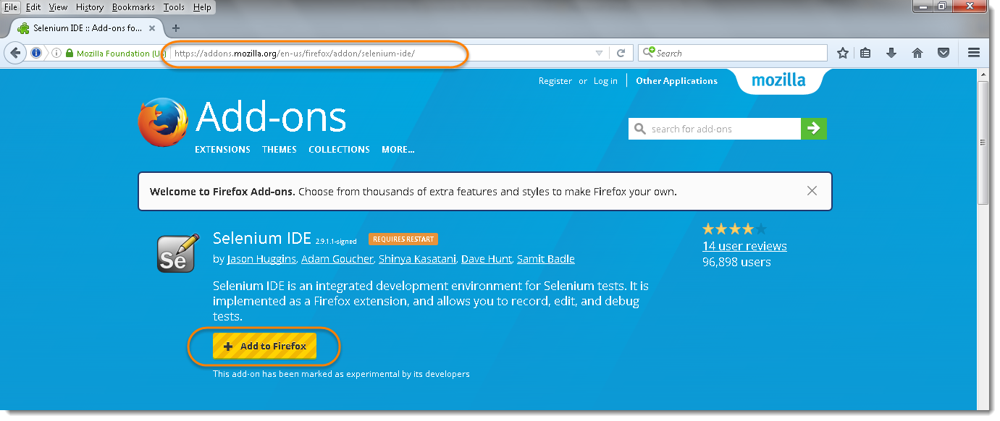 File Edit View History Bookmarks Tools Help
Selenium IDE :: Add-ons fo...
Mozilla Foundation (U
https://addons.mozilla.org/en-us/firefox/addon/selenium-ide/
Search
Register or Log in
Other Applications
mozilla
Add-ons
search for add-ons
EXTENSIONS THEMES COLLECTIONS MORE...
Welcome to Firefox Add-ons. Choose from thousands of extra features and styles to make Firefox your own.
Selenium IDE 2.9.1.1-signed REQUIRES RESTART
by Jason Huggins, Adam Goucher, Shinya Kasatani, Dave Hunt, Samit Badle
14 user reviews
96,898 users
Se
Selenium IDE is an integrated development environment for Selenium tests. It is
implemented as a Firefox extension, and allows you to record, edit, and debug
tests.
Add to Firefox
This add-on has been marked as experimental by its developers